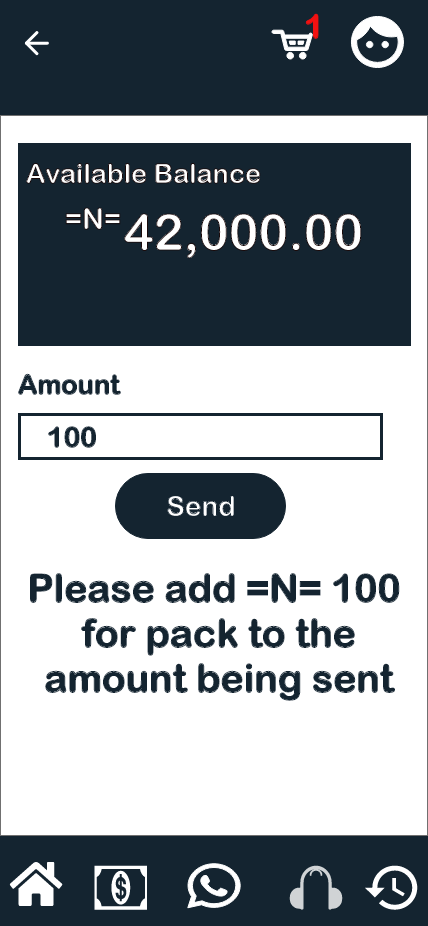 1
Available Balance
=N=42,000.00
Amount
100
Send
Please add =N= 100
for pack to the
amount being sent
$